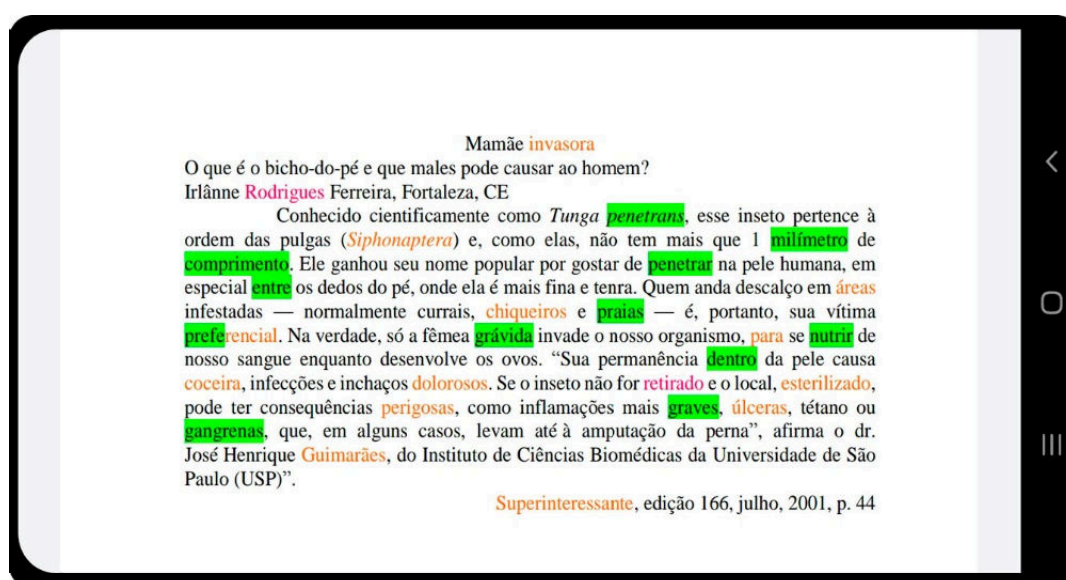 Mamãe invasora
O que é o bicho-do-pé e que males pode causar ao homem?
Irlânne Rodrigues Ferreira, Fortaleza, CE
Conhecido cientificamente como Tunga penetrans, esse inseto pertence à
ordem das pulgas (Siphonaptera) e, como elas, não tem mais que 1 milímetro de
comprimento. Ele ganhou seu nome popular por gostar de penetrar na pele humana, em
especial entre os dedos do pé, onde ela é mais fina e tenra. Quem anda descalço em áreas
infestadas — normalmente currais, chiqueiros e praias — é, portanto, sua vítima
preferencial. Na verdade, só a fêmea grávida invade o nosso organismo, para se nutrir de
nosso sangue enquanto desenvolve os ovos. “Sua permanência dentro da pele causa
coceira, infecções e inchaços dolorosos. Se o inseto não for retirado e o local, esterilizado,
pode ter consequências perigosas, como inflamações mais graves, úlceras, tétano ou
gangrenas, que, em alguns casos, levam até à amputação da perna”, afirma o dr.
José Henrique Guimarães, do Instituto de Ciências Biomédicas da Universidade de São
Paulo (USP)”.
Superinteressante, edição 166, julho, 2001, p. 44